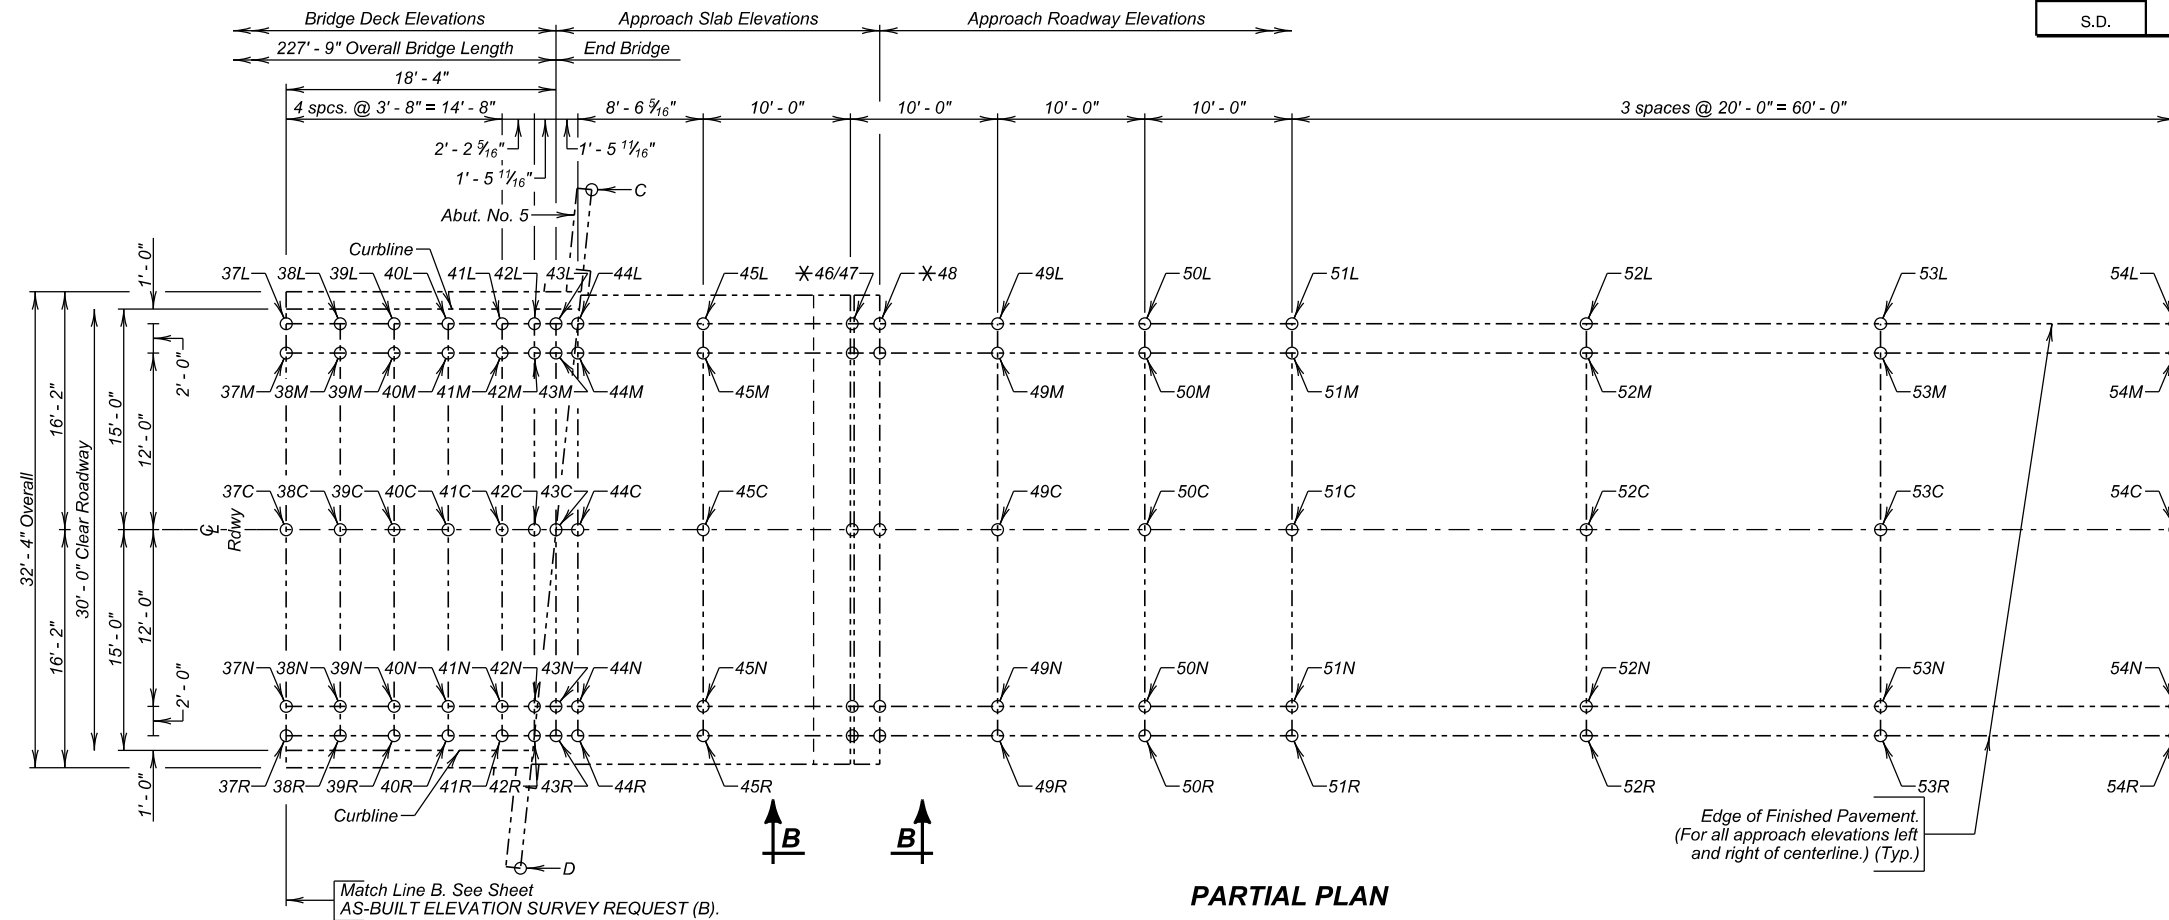 Bridge Deck Elevations
Approach Slab Elevations
Approach Roadway Elevations
S.D.
227' - 9" Overall Bridge Length
End Bridge
18' - 4"
4 spcs. @ 3' - 8" = 14' - 8"
8' - 6 5/16"
10' - 0"
10' - 0"
10' - 0"
10' - 0"
3 spaces @ 20' - 0" = 60' - 0"
2' - 2 5/16"
1' - 5 11/16"
1' - 5 11/16"
C
Abut. No. 5
Curbline
37L 38L 39L 40L 41L 42L 43L 44L 45L 46/47 48 49L 50L 51L 52L 53L 54L
37M 38M 39M 40M 41M 42M 43M 44M 45M 49M 50M 51M 52M 53M 54M
37C 38C 39C 40C 41C 42C 43C 44C 45C 49C 50C 51C 52C 53C 54C
37N 38N 39N 40N 41N 42N 43N 44N 45N 49N 50N 51N 52N 53N 54N
37R 38R 39R 40R 41R 42R 43R 44R 45R 49R 50R 51R 52R 53R 54R
32' - 4" Overall
16' - 2"
16' - 2"
30' - 0" Clear Roadway
15' - 0"
15' - 0"
1' - 0"
2' - 0"
12' - 0"
12' - 0"
2' - 0"
1' - 0"
CL
Rdwy
Curbline
D
B
B
Edge of Finished Pavement.
(For all approach elevations left
and right of centerline.) (Typ.)
Match Line B. See Sheet
AS-BUILT ELEVATION SURVEY REQUEST (B).
PARTIAL PLAN